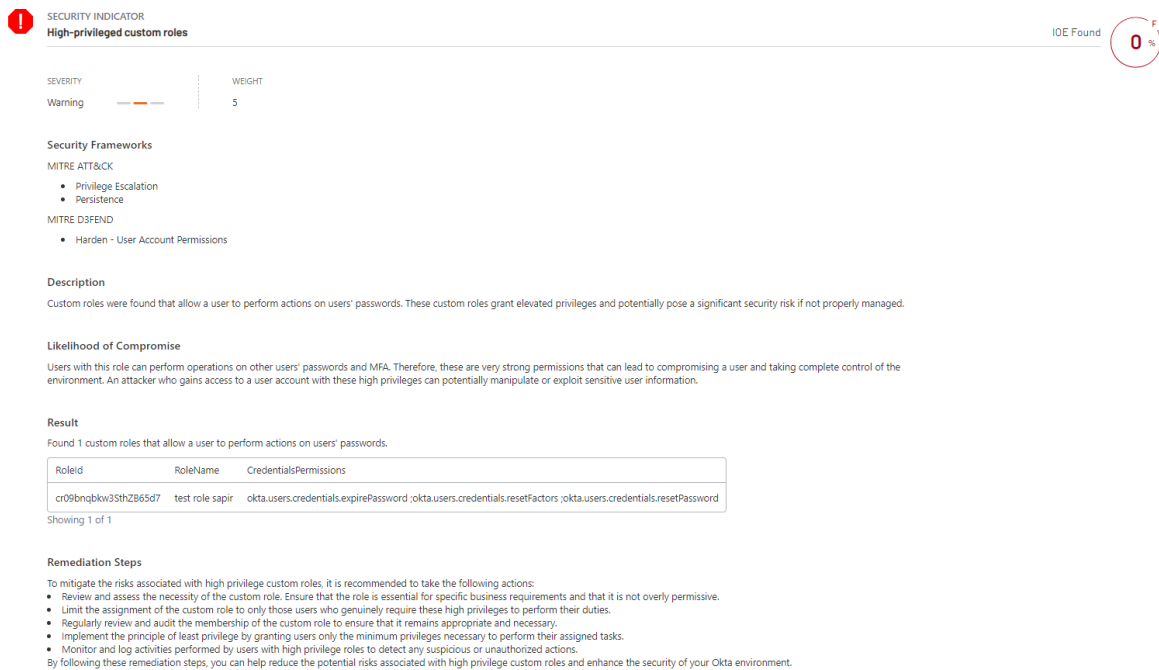 !
SECURITY INDICATOR
High-privileged custom roles
IOE Found
F
0 %
SEVERITY
WEIGHT
Warning
5
Security Frameworks
MITRE ATT&CK
• Privilege Escalation
• Persistence
MITRE D3FEND
• Harden - User Account Permissions
Description
Custom roles were found that allow a user to perform actions on users' passwords. These custom roles grant elevated privileges and potentially pose a significant security risk if not properly managed.
Likelihood of Compromise
Users with this role can perform operations on other users' passwords and MFA. Therefore, these are very strong permissions that can lead to compromising a user and taking complete control of the
environment. An attacker who gains access to a user account with these high privileges can potentially manipulate or exploit sensitive user information.
Result
Found 1 custom roles that allow a user to perform actions on users' passwords.
RoleId RoleName CredentialsPermissions
cr09bnqbkw3SthZB65d7 test role sapir okta.users.credentials.expirePassword ;okta.users.credentials.resetFactors ;okta.users.credentials.resetPassword
Showing 1 of 1
Remediation Steps
To mitigate the risks associated with high privilege custom roles, it is recommended to take the following actions:
• Review and assess the necessity of the custom role. Ensure that the role is essential for specific business requirements and that it is not overly permissive.
• Limit the assignment of the custom role to only those users who genuinely require these high privileges to perform their duties.
• Regularly review and audit the membership of the custom role to ensure that it remains appropriate and necessary.
• Implement the principle of least privilege by granting users only the minimum privileges necessary to perform their assigned tasks.
• Monitor and log activities performed by users with high privilege roles to detect any suspicious or unauthorized actions.
By following these remediation steps, you can help reduce the potential risks associated with high privilege custom roles and enhance the security of your Okta environment.